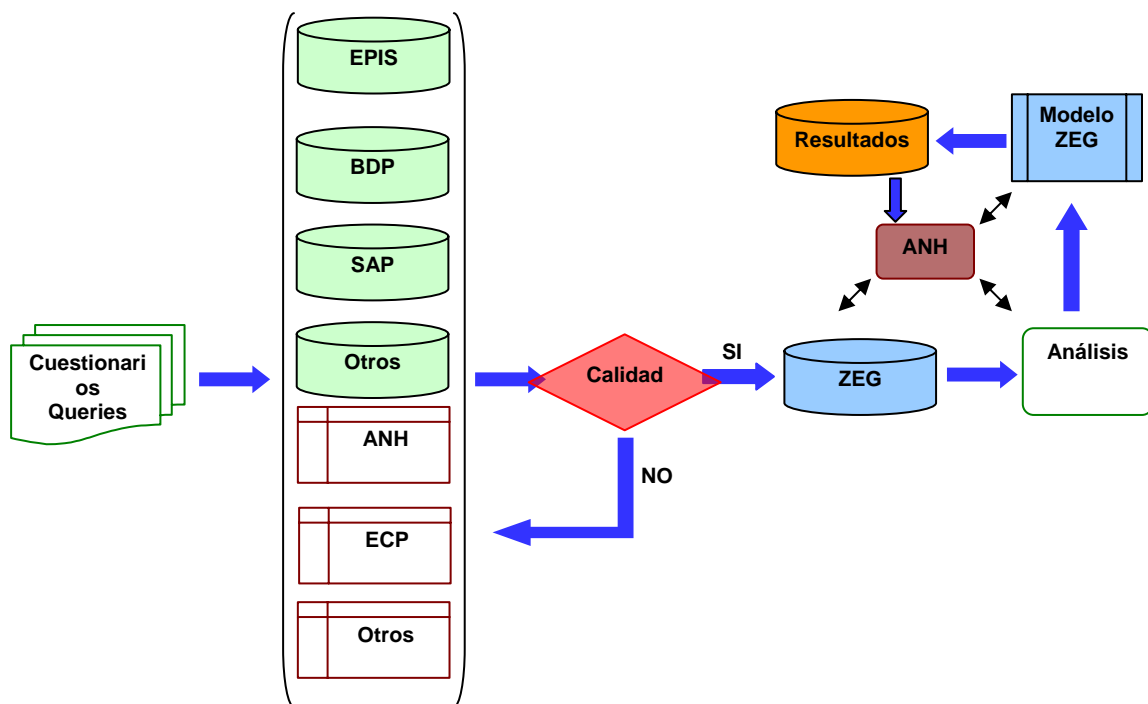 Cuestionari
os
Queries
EPIS
BDP
SAP
Otros
ANH
ECP
Otros
Calidad
SI
NO
ZEG
Análisis
Modelo
ZEG
Resultados
ANH